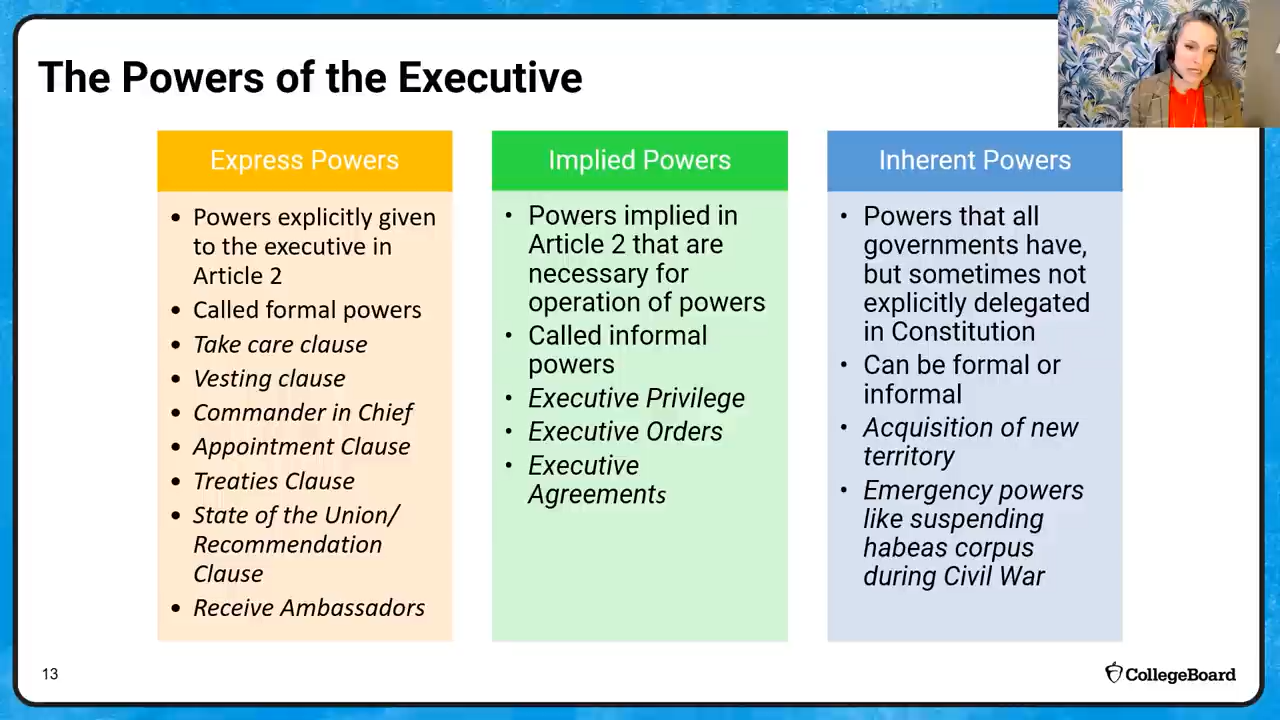 The Powers of the Executive
Express Powers
• Powers explicitly given
to the executive in
Article 2
• Called formal powers
• Take care clause
• Vesting clause
• Commander in Chief
• Appointment Clause
• Treaties Clause
• State of the Union/
Recommendation
Clause
• Receive Ambassadors
Implied Powers
• Powers implied in
Article 2 that are
necessary for
operation of powers
• Called informal
powers
• Executive Privilege
• Executive Orders
• Executive
Agreements
Inherent Powers
• Powers that all
governments have,
but sometimes not
explicitly delegated
in Constitution
• Can be formal or
informal
• Acquisition of new
territory
• Emergency powers
like suspending
habeas corpus
during Civil War
13
CollegeBoard